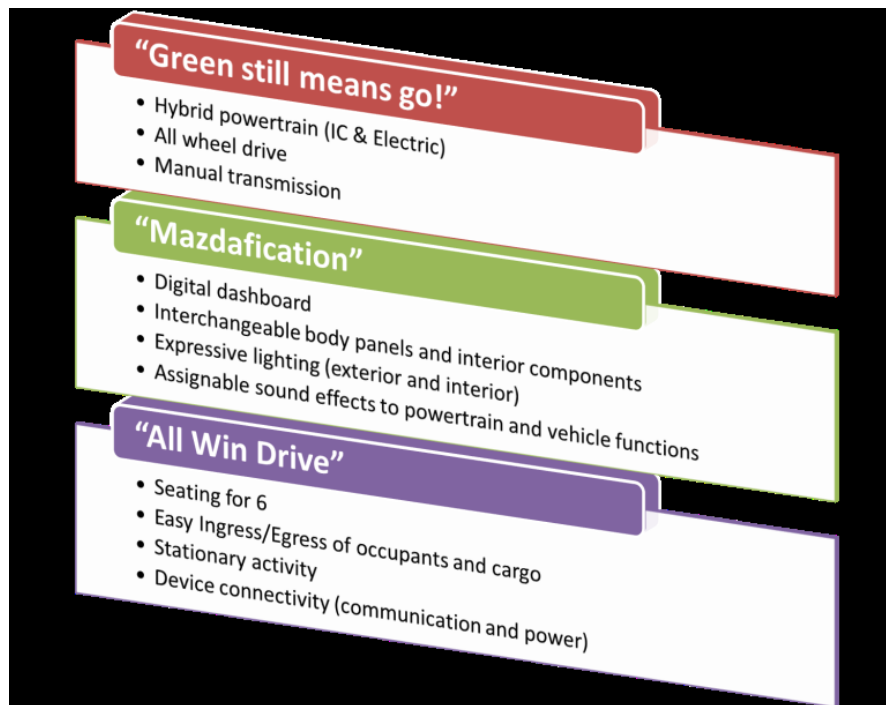 “Green still means go!”
• Hybrid powertrain (IC & Electric)
• All wheel drive
• Manual transmission
“Mazdafication”
• Digital dashboard
• Interchangeable body panels and interior components
• Expressive lighting (exterior and interior)
• Assignable sound effects to powertrain and vehicle functions
“All Win Drive”
• Seating for 6
• Easy Ingress/Egress of occupants and cargo
• Stationary activity
• Device connectivity (communication and power)